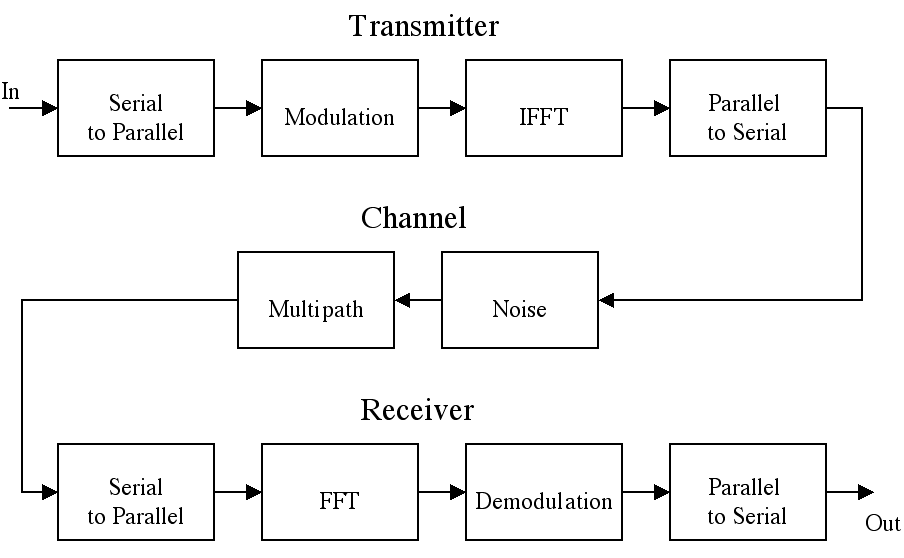 Transmitter
In
Serial
to Parallel
Modulation
IFFT
Parallel
to Serial
Channel
Multipath
Noise
Receiver
Serial
to Parallel
FFT
Demodulation
Parallel
to Serial
Out